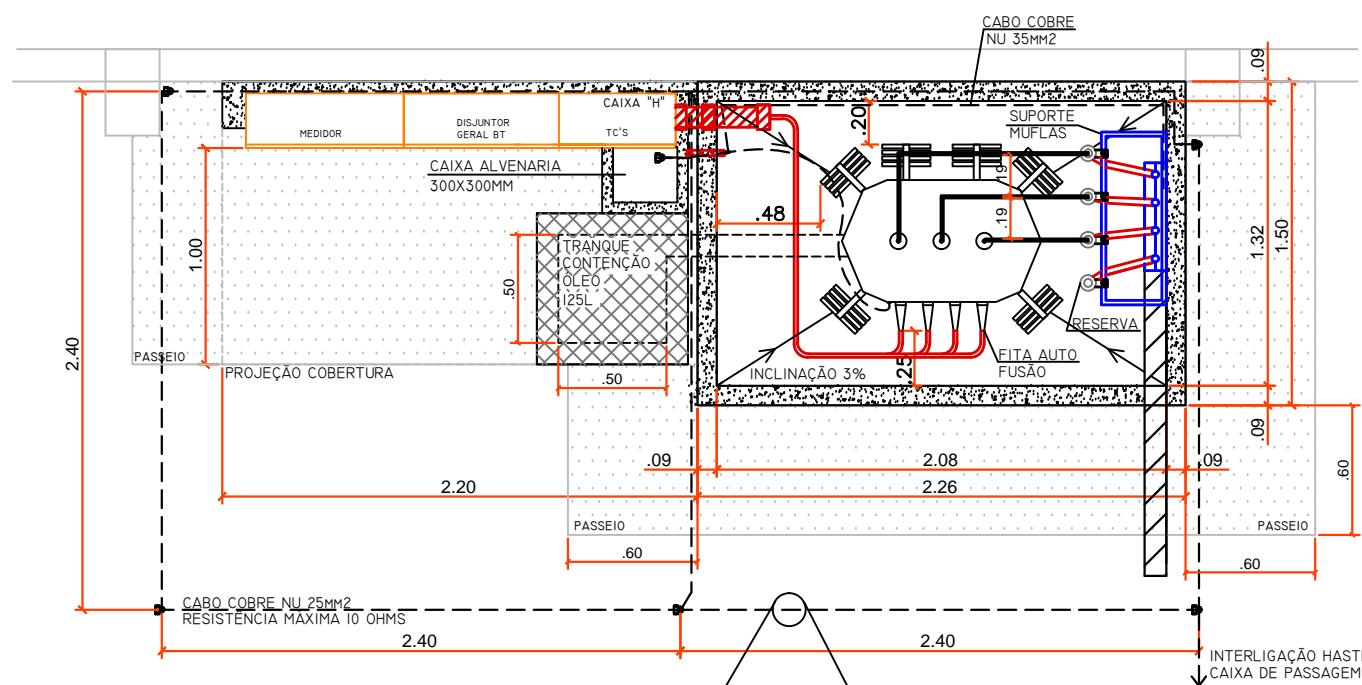 CABO COBRE
NU 35MM2
.09
CAIXA "H"
MEDIDOR
DISJUNTOR
GERAL BT
TC'S
.20
SUPORTE
MUFLAS
CAIXA ALVENARIA
300X300MM
.19
.19
.48
1.00
1.32
1.50
2.40
TRANQUE
CONTENÇÃO
ÓLEO
125L
.50
RESERVA
PASSEIO
PROJEÇÃO COBERTURA
.50
INCLINAÇÃO 3%
.25
FITA AUTO
FUSÃO
.09
.09
2.08
.09
.60
2.20
2.26
PASSEIO
PASSEIO
.60
.60
CABO COBRE NU 25MM2
RESISTENCIA MAXIMA 10 OHMS
2.40
2.40
INTERLIGAÇÃO HAST
CAIXA DE PASSAGEM